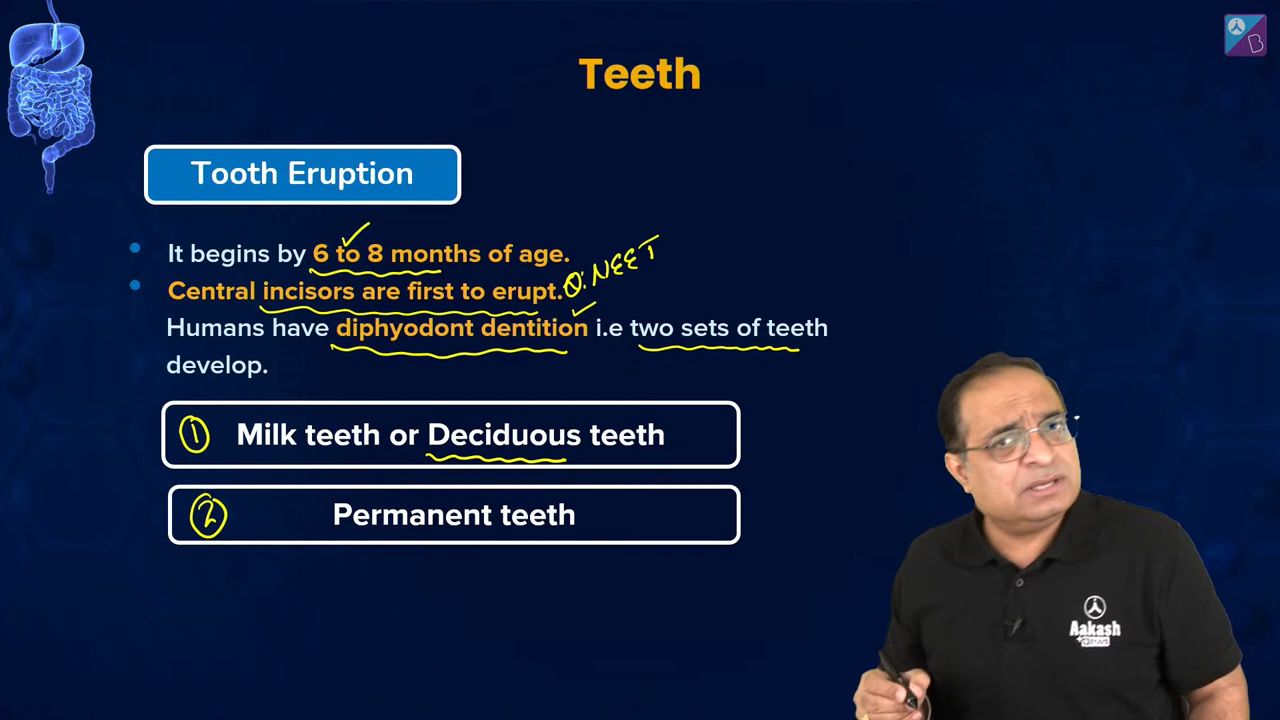 Teeth
Tooth Eruption
It begins by 6 to 8 months of age.
Central incisors are first to erupt. Q: NEET
Humans have diphyodont dentition i.e two sets of teeth
develop.
1 Milk teeth or Deciduous teeth
2 Permanent teeth
Aakash
B